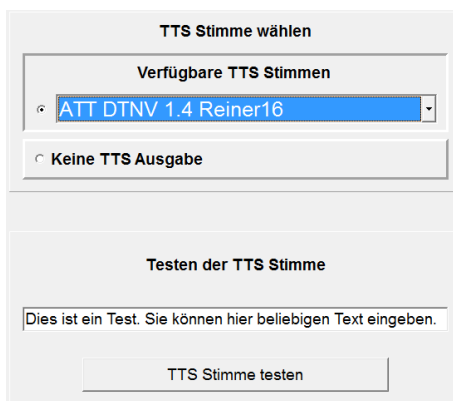 TTS Stimme wählen
Verfügbare TTS Stimmen
ATT DTNV 1.4 Reiner16
Keine TTS Ausgabe
Testen der TTS Stimme
Dies ist ein Test. Sie können hier beliebigen Text eingeben.
TTS Stimme testen